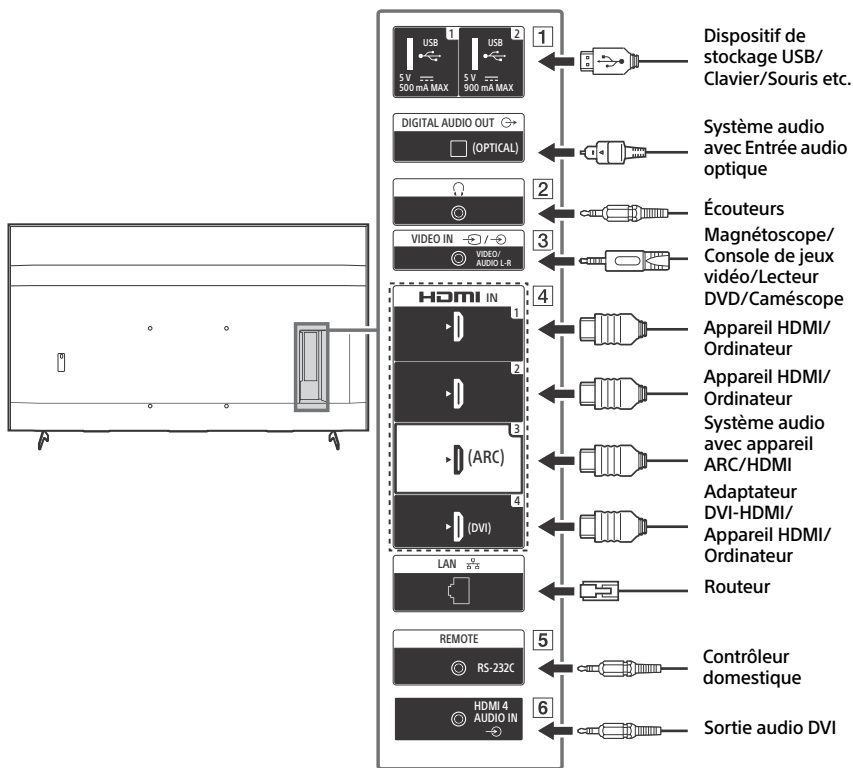 1
2
1
USB
USB
5 V
500 mA MAX
5 V
900 mA MAX
Dispositif de
stockage USB/
Clavier/Souris etc.
DIGITAL AUDIO OUT
(OPTICAL)
Système audio
avec Entrée audio
optique
2
Écouteurs
VIDEO IN
/
3
VIDEO/
AUDIO L-R
Magnétoscope/
Console de jeux
vidéo/Lecteur
DVD/Caméscope
HDMI IN
4
1
Appareil HDMI/
Ordinateur
2
Appareil HDMI/
Ordinateur
3
(ARC)
Système audio
avec appareil
ARC/HDMI
4
(DVI)
Adaptateur
DVI-HDMI/
Appareil HDMI/
Ordinateur
LAN
Routeur
REMOTE
5
RS-232C
Contrôleur
domestique
HDMI 4
AUDIO IN
6
Sortie audio DVI